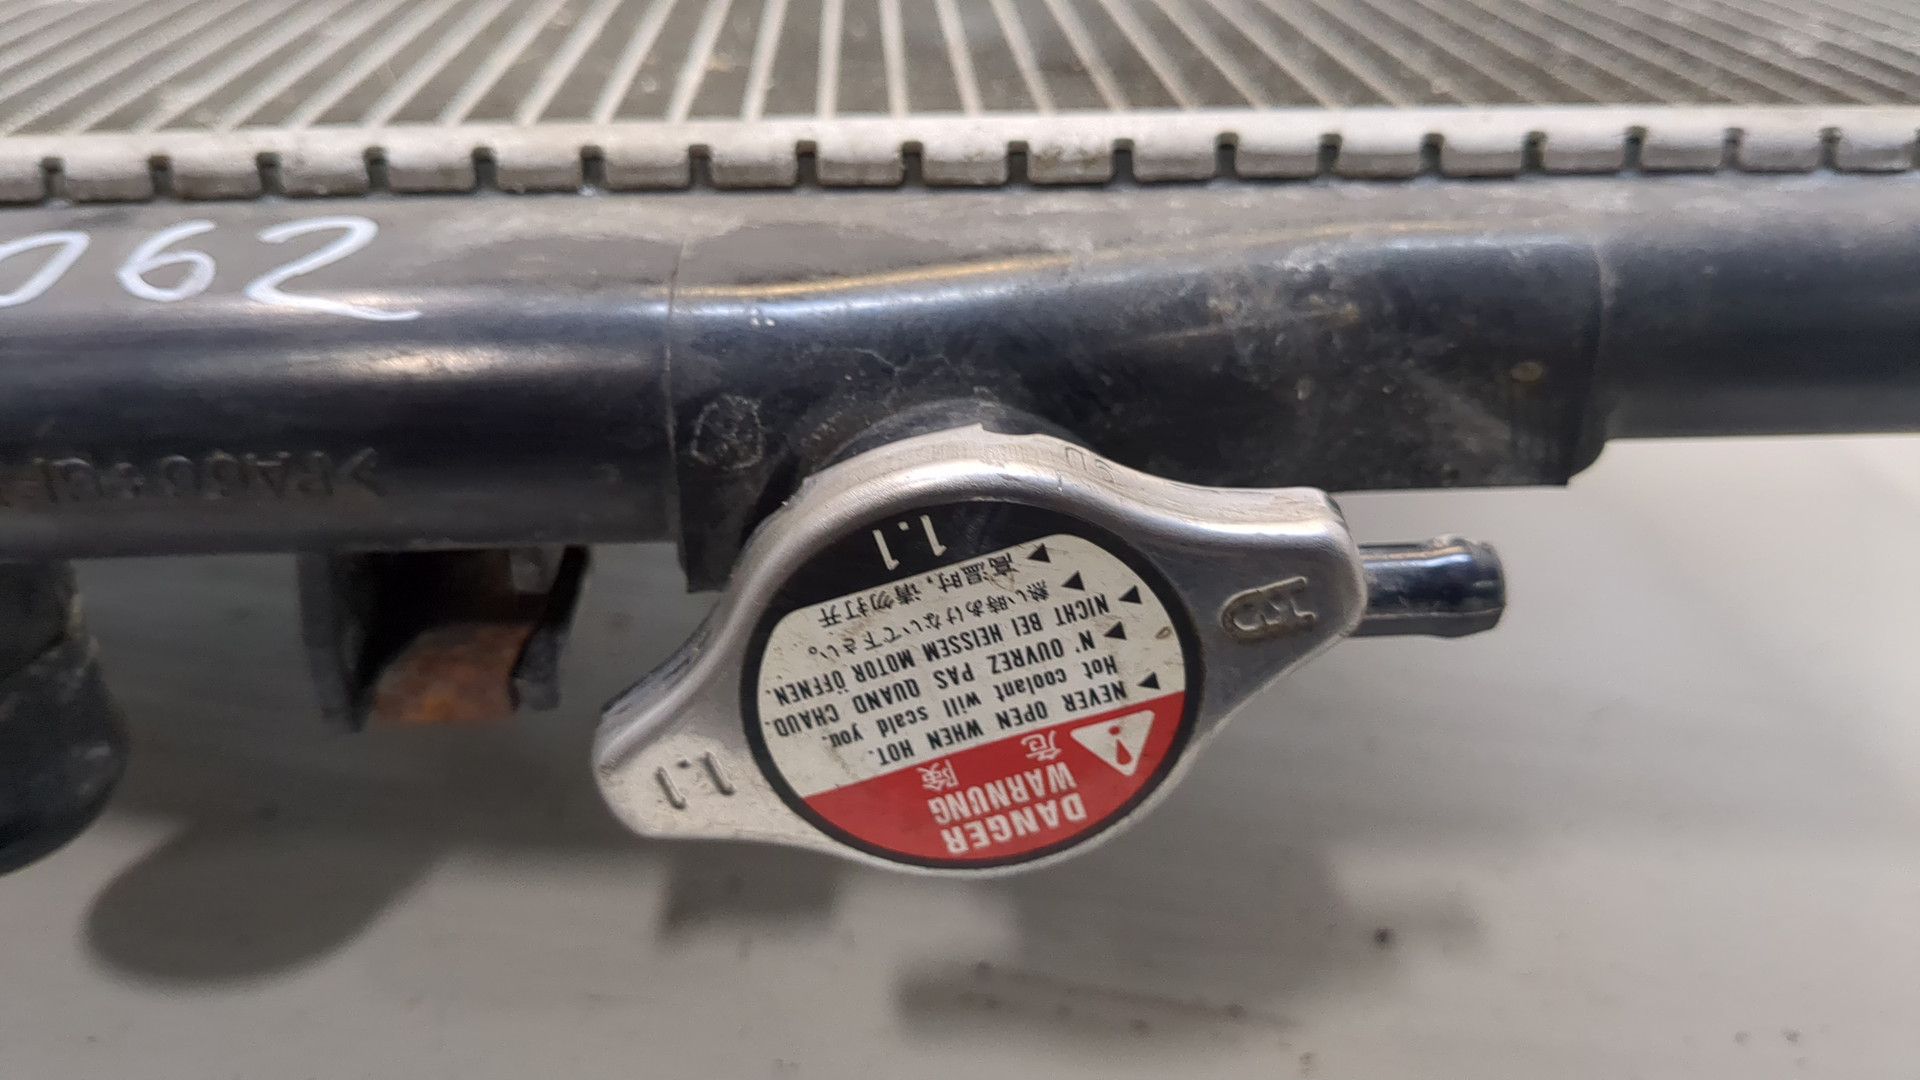 062
>PA66+GF
DANGER
WARNUNG
危険
NEVER OPEN WHEN HOT.
Hot coolant will scald you.
N' OUVREZ PAS QUAND CHAUD.
NICHT BEI HEISSEM MOTOR ÖFFNEN.
熱い時あけないで下さい。
高温时,请勿打开
1.1
1.1